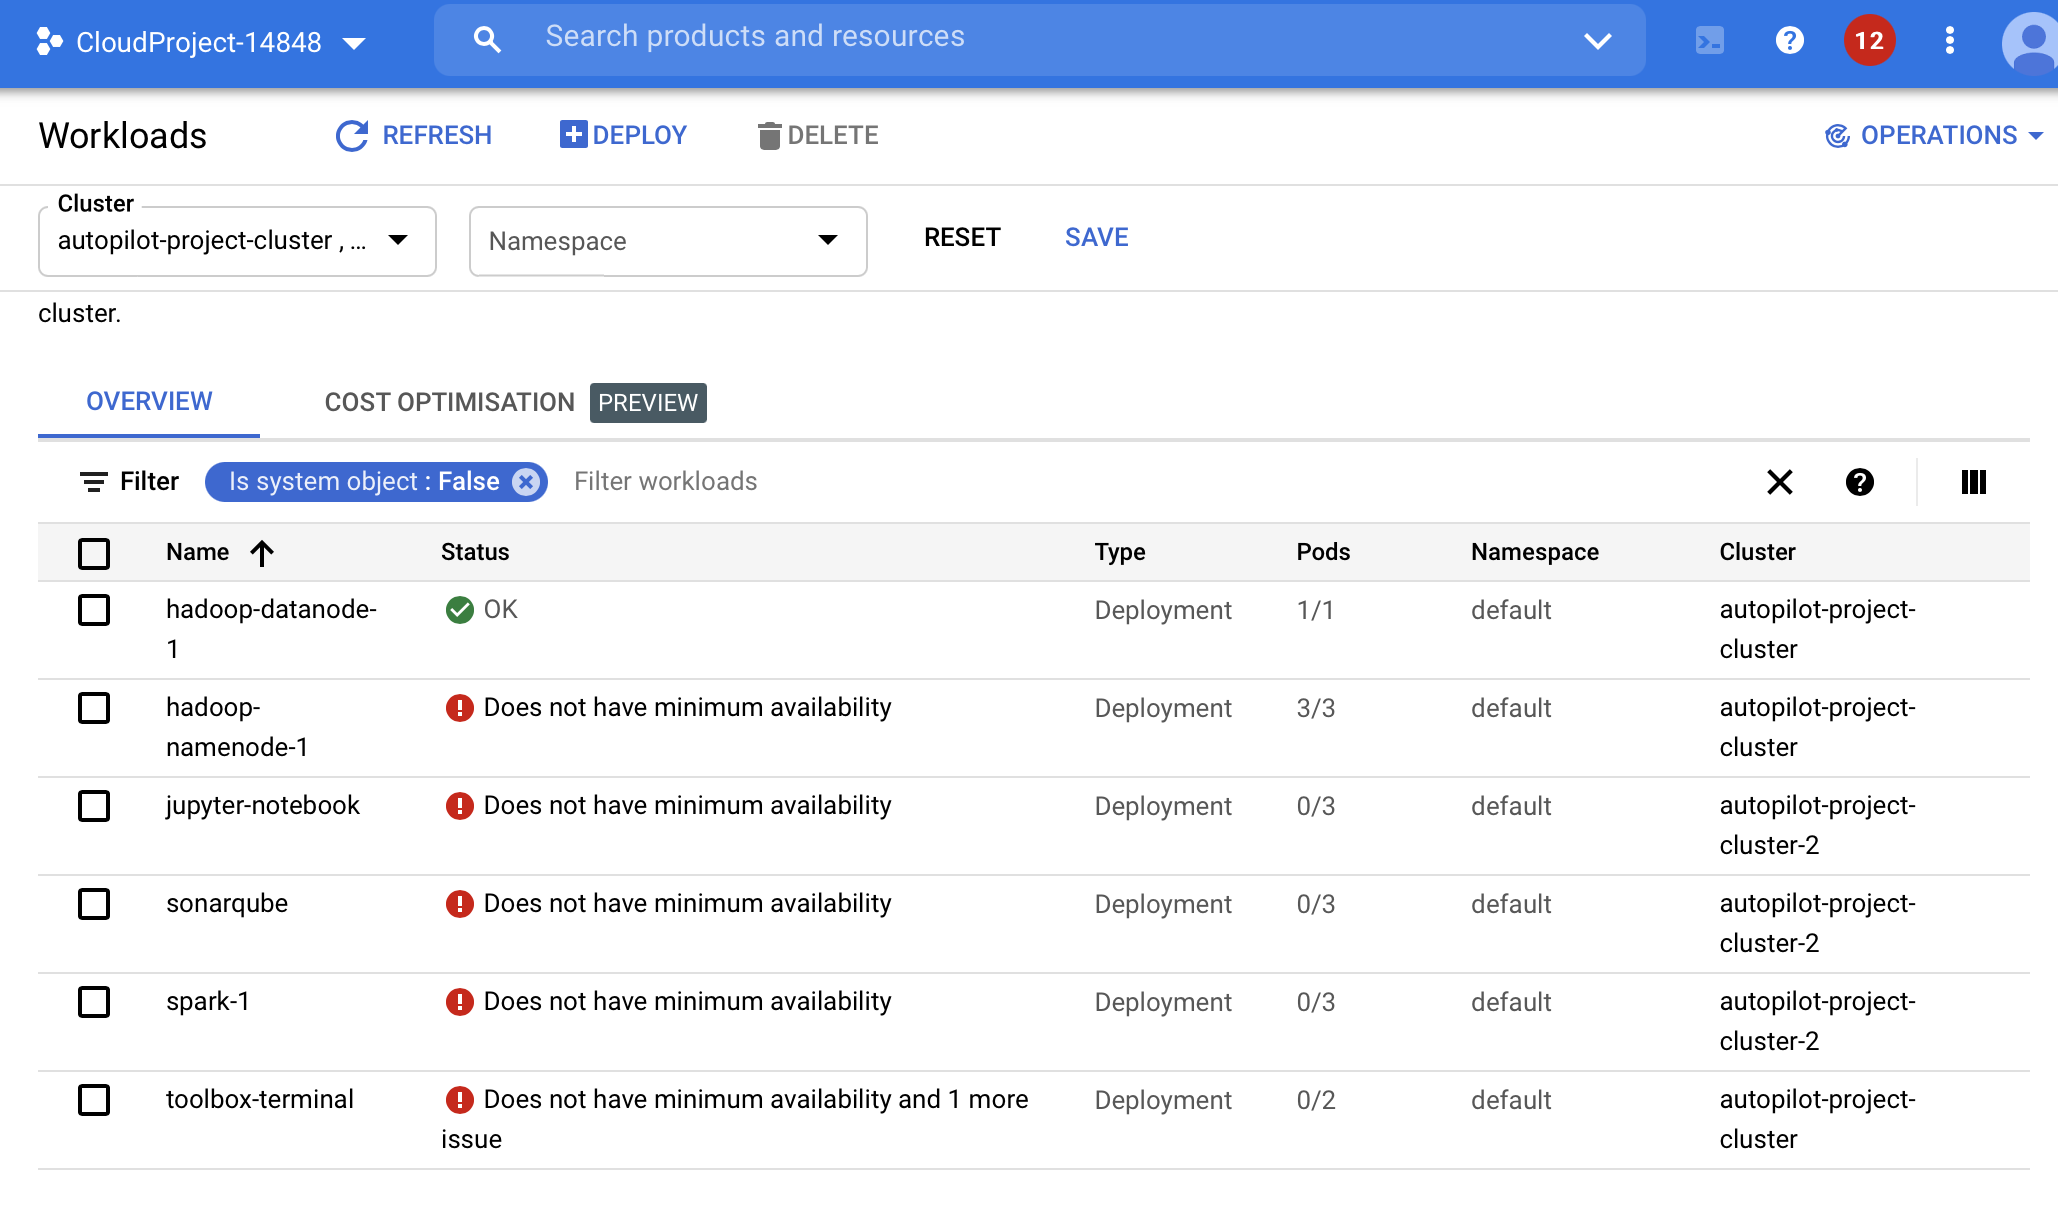 CloudProject-14848
Search products and resources
12
Workloads
REFRESH
DEPLOY
DELETE
OPERATIONS
Cluster
autopilot-project-cluster , ...
Namespace
RESET
SAVE
cluster.
OVERVIEW
COST OPTIMISATION
PREVIEW
Filter
Is system object : False
Filter workloads
Name Status Type Pods Namespace Cluster
hadoop-datanode- OK Deployment 1/1 default autopilot-project-
1 cluster
hadoop- Does not have minimum availability Deployment 3/3 default autopilot-project-
namenode-1 cluster
jupyter-notebook Does not have minimum availability Deployment 0/3 default autopilot-project-
cluster-2
sonarqube Does not have minimum availability Deployment 0/3 default autopilot-project-
cluster-2
spark-1 Does not have minimum availability Deployment 0/3 default autopilot-project-
cluster-2
toolbox-terminal Does not have minimum availability and 1 more Deployment 0/2 default autopilot-project-
issue cluster